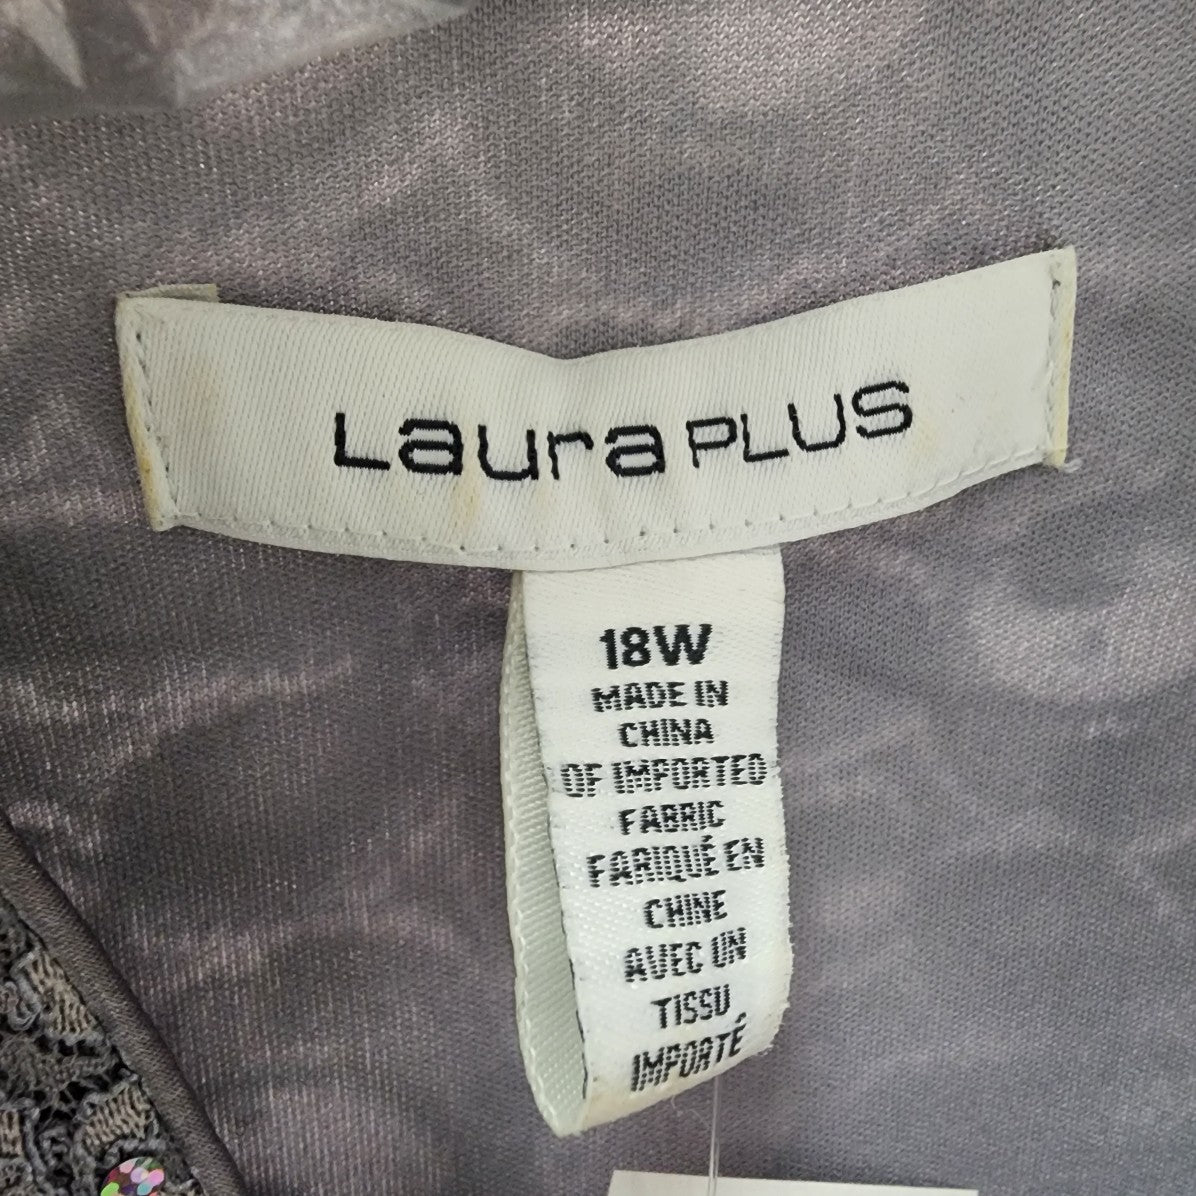 Laura PLUS
18W
MADE IN
CHINA
OF IMPORTED
FABRIC
FARIQUÉ EN
CHINE
AVEC UN
TISSU
IMPORTÉ